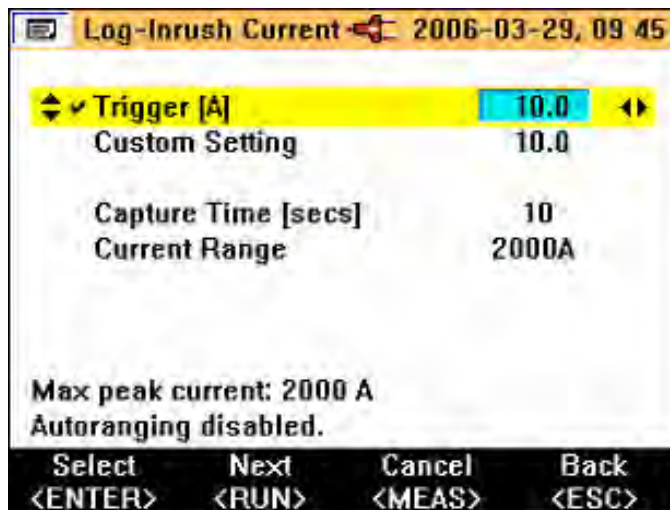 Log-Inrush Current 2006-03-29, 09 45
Trigger [A] 10.0
Custom Setting 10.0
Capture Time [secs] 10
Current Range 2000A
Max peak current: 2000 A
Autoranging disabled.
Select Next Cancel Back
<ENTER> <RUN> <MEAS> <ESC>